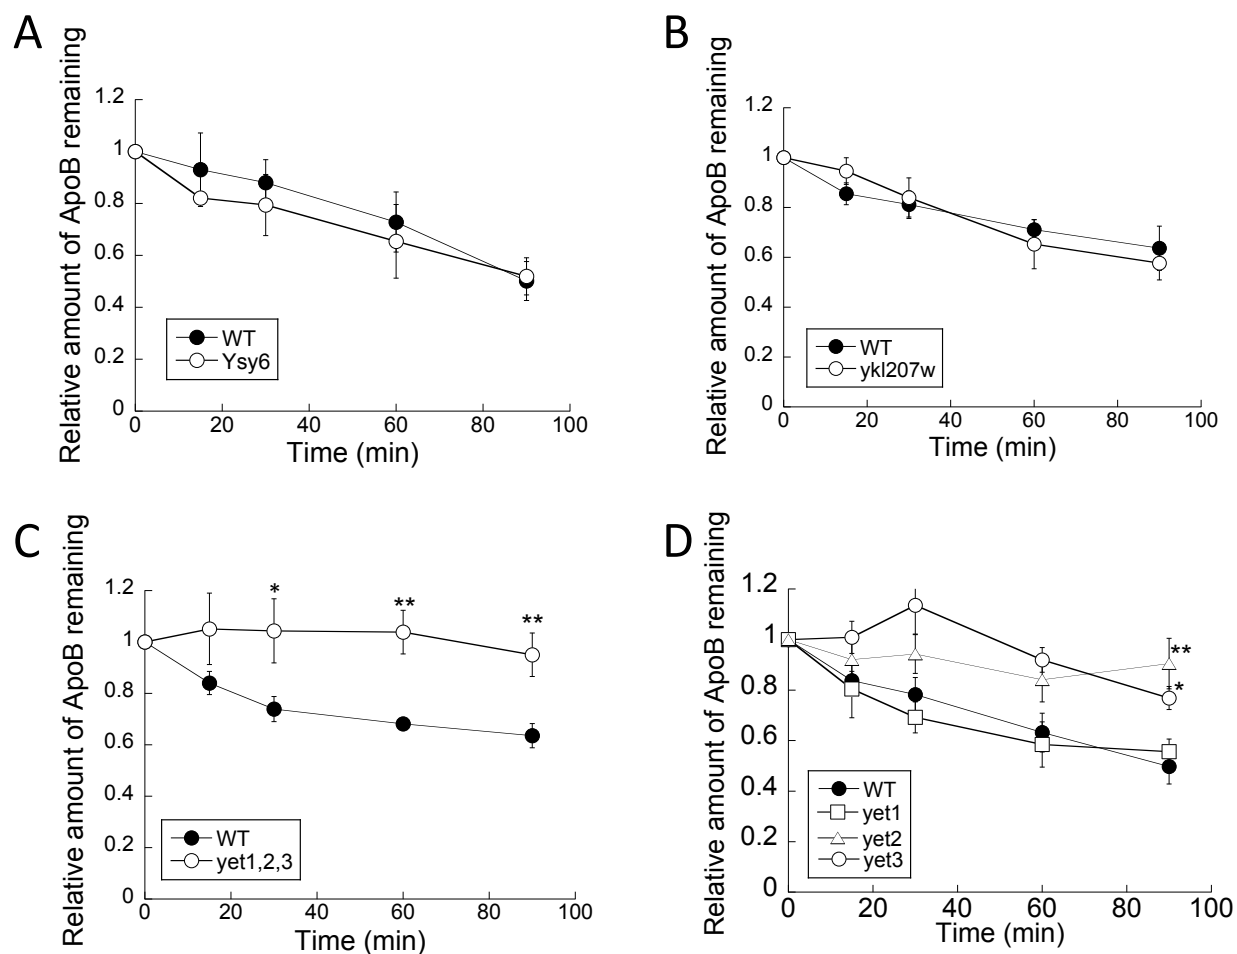 A
Relative amount of ApoB remaining
1.2
1
0.8
0.6
0.4
0.2
0
WT
Ysy6
0 20 40 60 80 100
Time (min)
B
Relative amount of ApoB remaining
1.2
1
0.8
0.6
0.4
0.2
0
WT
ykl207w
0 20 40 60 80 100
Time (min)
C
Relative amount of ApoB remaining
1.2
1
0.8
0.6
0.4
0.2
0
* ** **
WT
yet1,2,3
0 20 40 60 80 100
Time (min)
D
Relative amount of ApoB remaining
1.2
1
0.8
0.6
0.4
0.2
0
**
*
WT
yet1
yet2
yet3
0 20 40 60 80 100
Time (min)